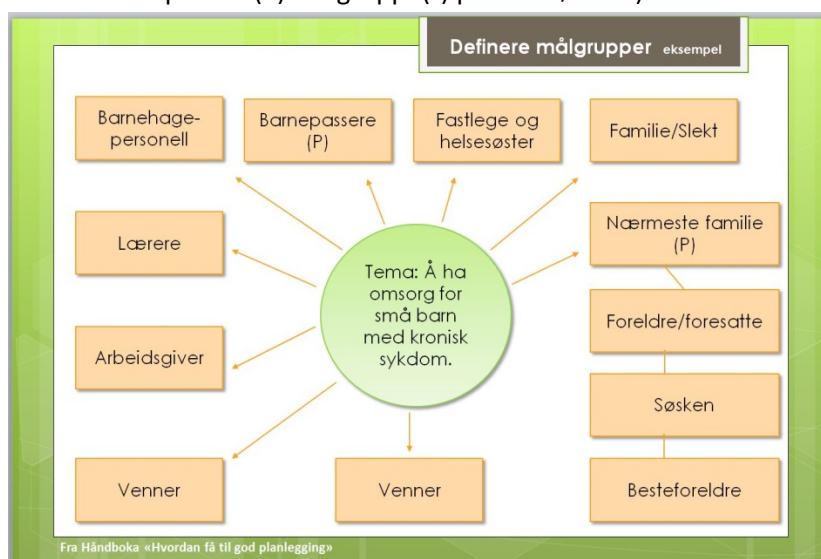 Definere målgrupper eksempel
Barnehage-
personell
Barnepassere
(P)
Fastlege og
helsesøster
Familie/Slekt
Lærere
Nærmeste familie
(P)
Tema: Å ha
omsorg for
små barn
med kronisk
sykdom.
Foreldre/foresatte
Arbeidsgiver
Søsken
Venner
Venner
Besteforeldre
Fra Håndboka «Hvordan få til god planlegging»